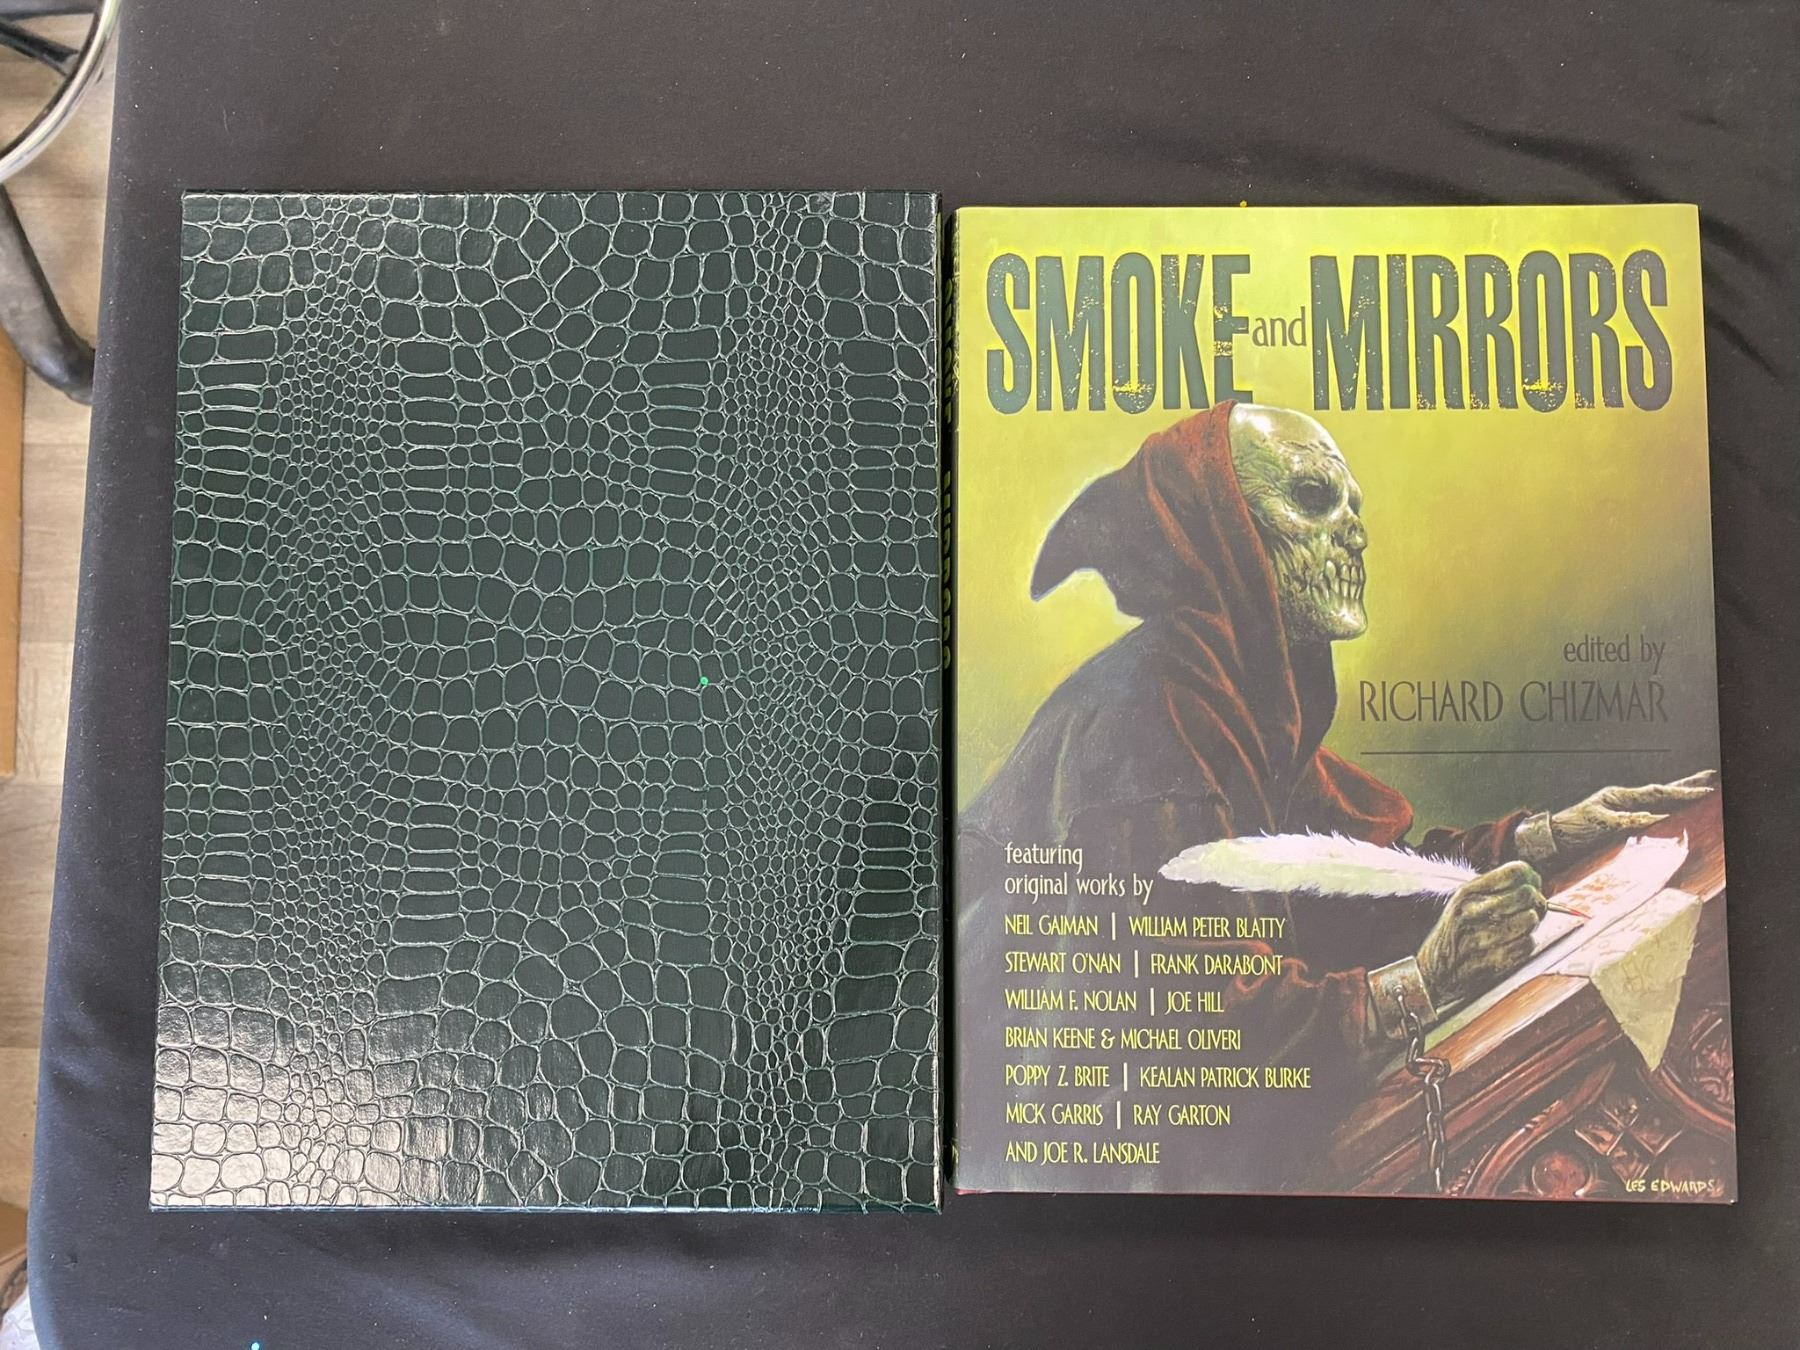 SMOKE and MIRRORS
edited by
RICHARD CHIZMAR
featuring
original works by
NEIL GAIMAN | WILLIAM PETER BLATTY
STEWART O'NAN | FRANK DARABONT
WILLIAM F. NOLAN | JOE HILL
BRIAN KEENE & MICHAEL OLIVERI
POPPY Z. BRITE | KEALAN PATRICK BURKE
MICK GARRIS | RAY GARTON
AND JOE R. LANSDALE
LES EDWARDS.